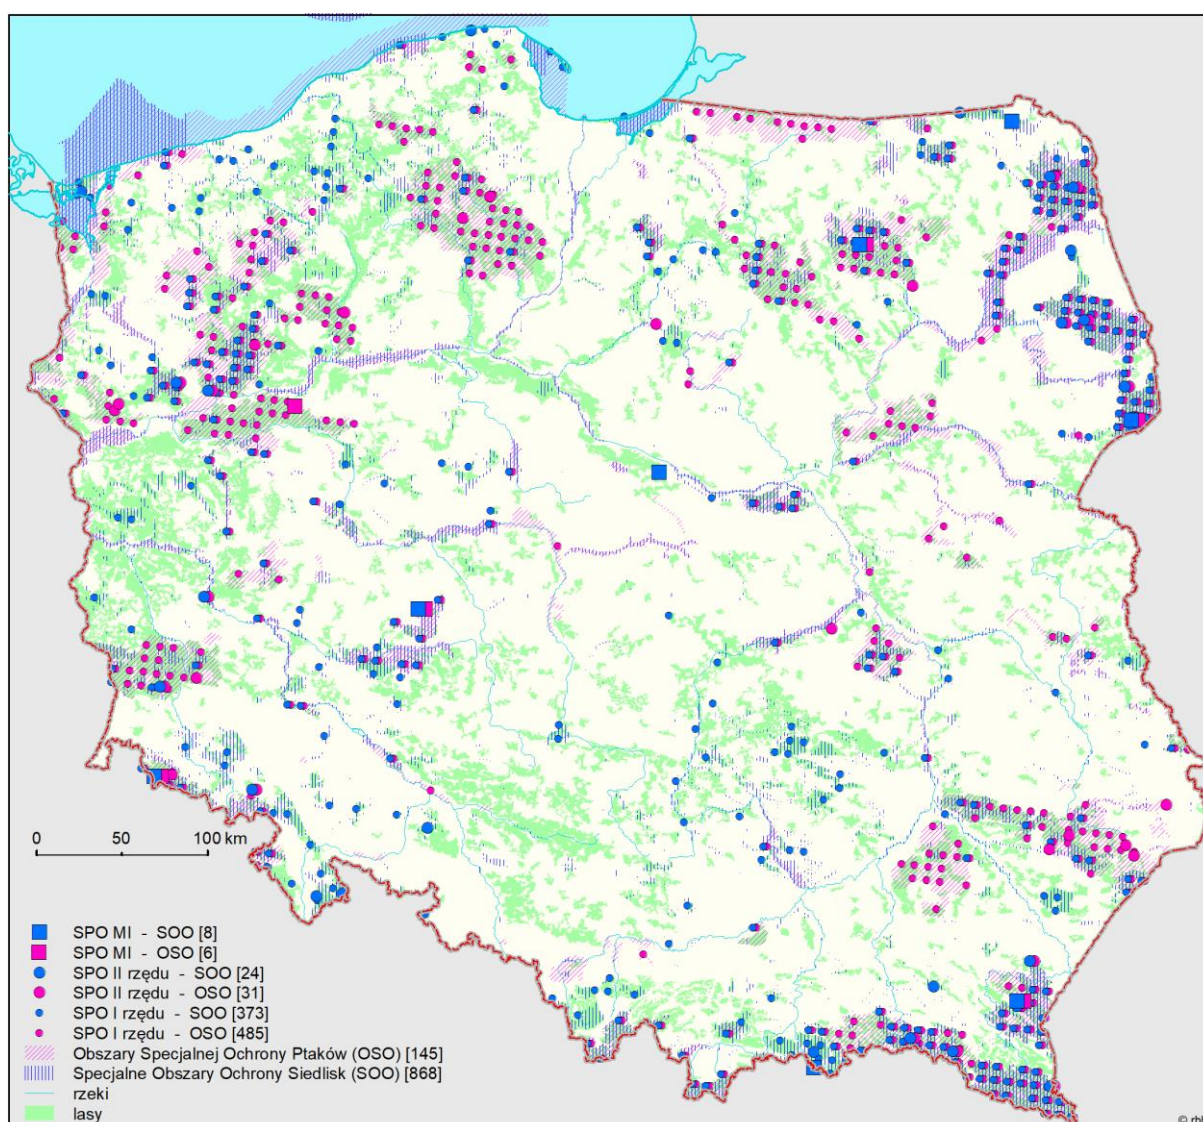 0 50 100 km
SPO MI - SOO [8]
SPO MI - OSO [6]
SPO II rzędu - SOO [24]
SPO II rzędu - OSO [31]
SPO I rzędu - SOO [373]
SPO I rzędu - OSO [485]
Obszary Specjalnej Ochrony Ptaków (OSO) [145]
Specjalne Obszary Ochrony Siedlisk (SOO) [868]
rzeki
lasy